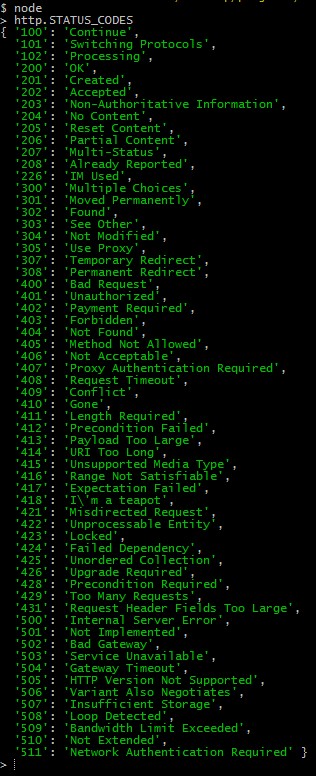 $ node
> http.STATUS_CODES
{ '100': 'Continue',
'101': 'Switching Protocols',
'102': 'Processing',
'200': 'OK',
'201': 'Created',
'202': 'Accepted',
'203': 'Non-Authoritative Information',
'204': 'No Content',
'205': 'Reset Content',
'206': 'Partial Content',
'207': 'Multi-Status',
'208': 'Already Reported',
'226': 'IM Used',
'300': 'Multiple Choices',
'301': 'Moved Permanently',
'302': 'Found',
'303': 'See Other',
'304': 'Not Modified',
'305': 'Use Proxy',
'307': 'Temporary Redirect',
'308': 'Permanent Redirect',
'400': 'Bad Request',
'401': 'Unauthorized',
'402': 'Payment Required',
'403': 'Forbidden',
'404': 'Not Found',
'405': 'Method Not Allowed',
'406': 'Not Acceptable',
'407': 'Proxy Authentication Required',
'408': 'Request Timeout',
'409': 'Conflict',
'410': 'Gone',
'411': 'Length Required',
'412': 'Precondition Failed',
'413': 'Payload Too Large',
'414': 'URI Too Long',
'415': 'Unsupported Media Type',
'416': 'Range Not Satisfiable',
'417': 'Expectation Failed',
'418': 'I\'m a teapot',
'421': 'Misdirected Request',
'422': 'Unprocessable Entity',
'423': 'Locked',
'424': 'Failed Dependency',
'425': 'Unordered Collection',
'426': 'Upgrade Required',
'428': 'Precondition Required',
'429': 'Too Many Requests',
'431': 'Request Header Fields Too Large',
'500': 'Internal Server Error',
'501': 'Not Implemented',
'502': 'Bad Gateway',
'503': 'Service Unavailable',
'504': 'Gateway Timeout',
'505': 'HTTP Version Not Supported',
'506': 'Variant Also Negotiates',
'507': 'Insufficient Storage',
'508': 'Loop Detected',
'509': 'Bandwidth Limit Exceeded',
'510': 'Not Extended',
'511': 'Network Authentication Required' }
>